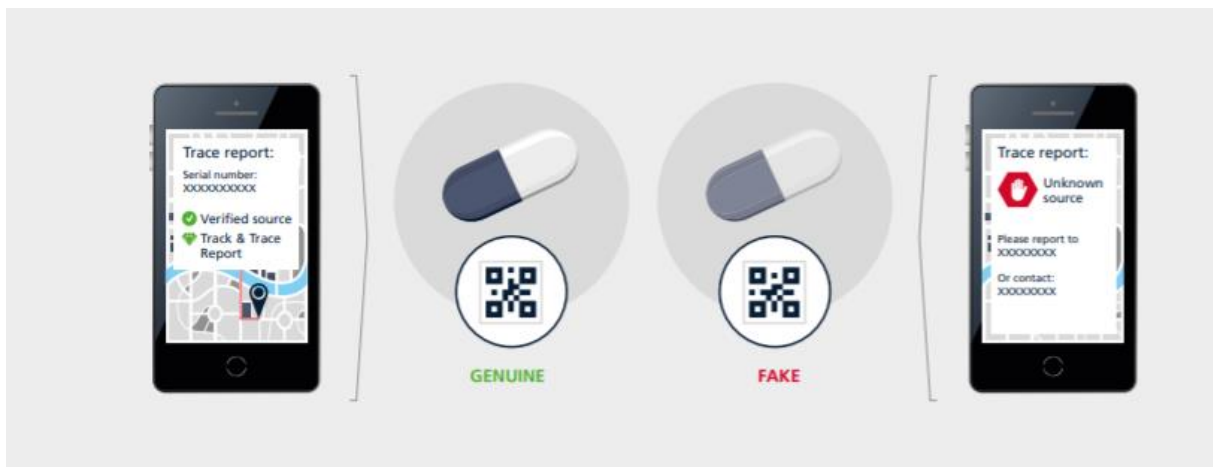 Trace report:
Serial number:
XXXXXXXXXX
Verified source
Track & Trace
Report
GENUINE
FAKE
Trace report:
Unknown
source
Please report to
XXXXXXXX
Or contact:
XXXXXXXX